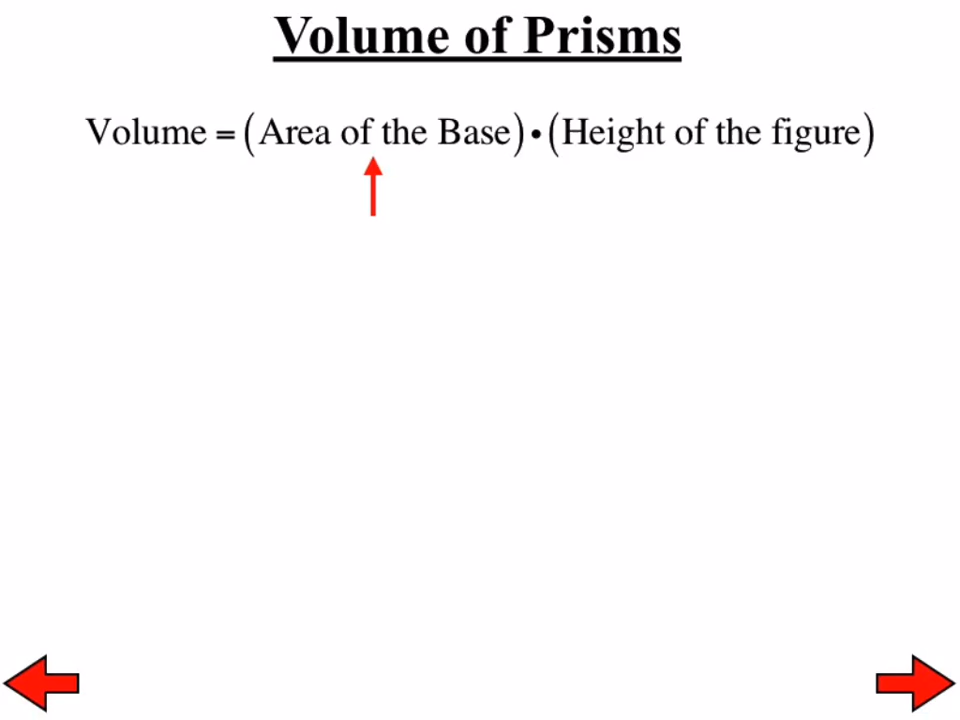 Volume of Prisms
Volume = (Area of the Base) • (Height of the figure)